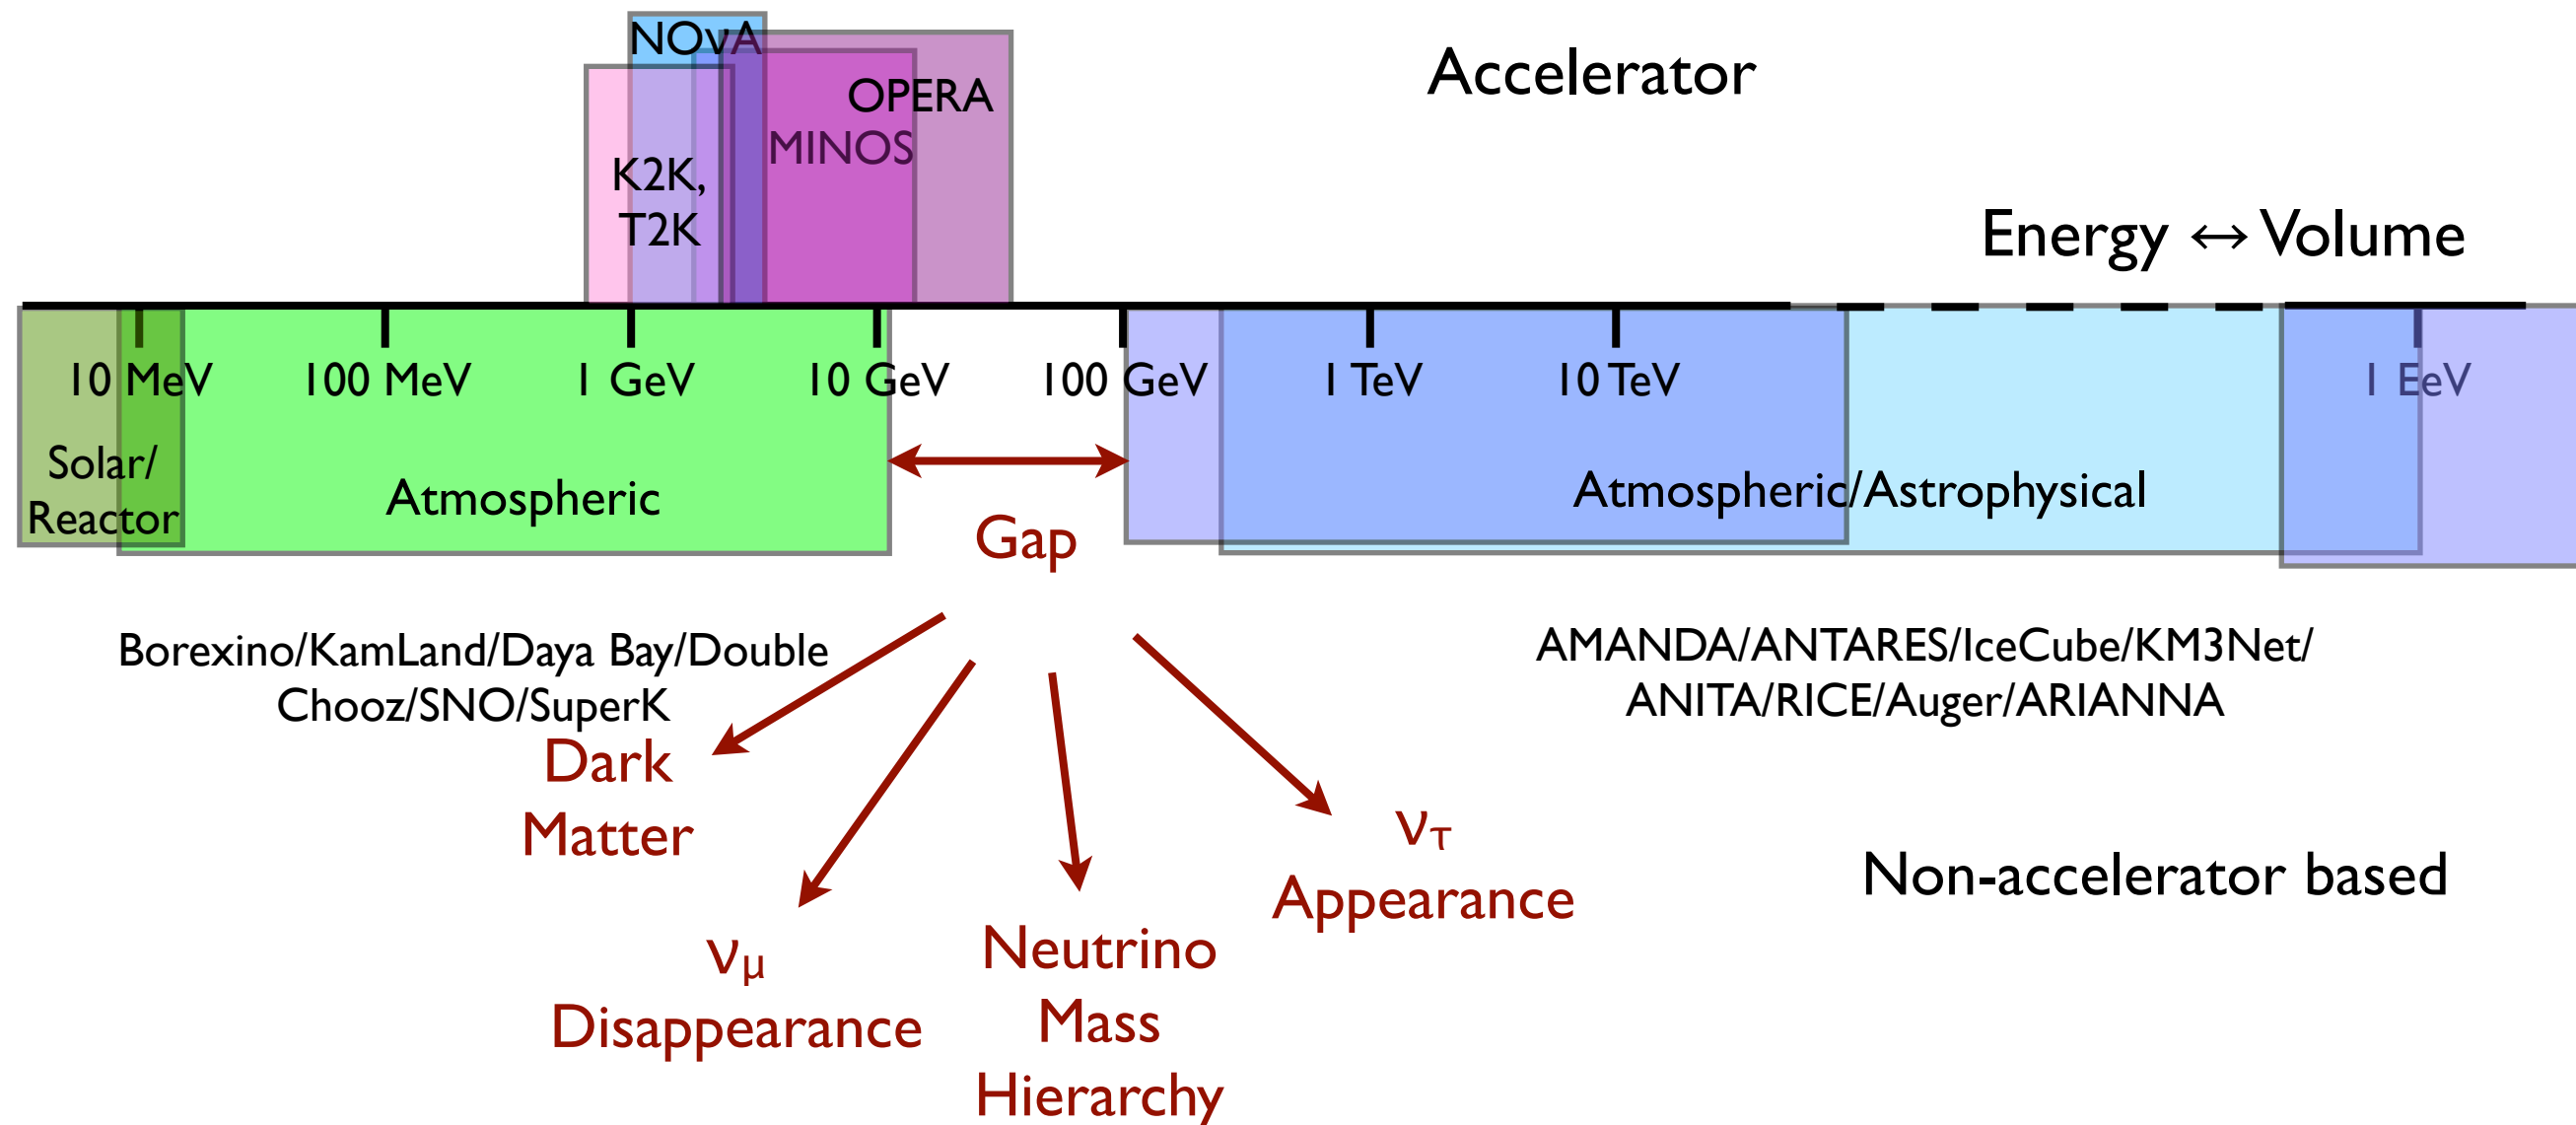 NOνA
Accelerator
OPERA
MINOS
K2K,
T2K
Energy ↔ Volume
10 MeV
100 MeV
1 GeV
10 GeV
100 GeV
1 TeV
10 TeV
1 EeV
Solar/
Reactor
Atmospheric
Atmospheric/Astrophysical
Gap
Borexino/KamLand/Daya Bay/Double
Chooz/SNO/SuperK
AMANDA/ANTARES/IceCube/KM3Net/
ANITA/RICE/Auger/ARIANNA
Dark
Matter
ντ
Appearance
Non-accelerator based
νμ
Disappearance
Neutrino
Mass
Hierarchy